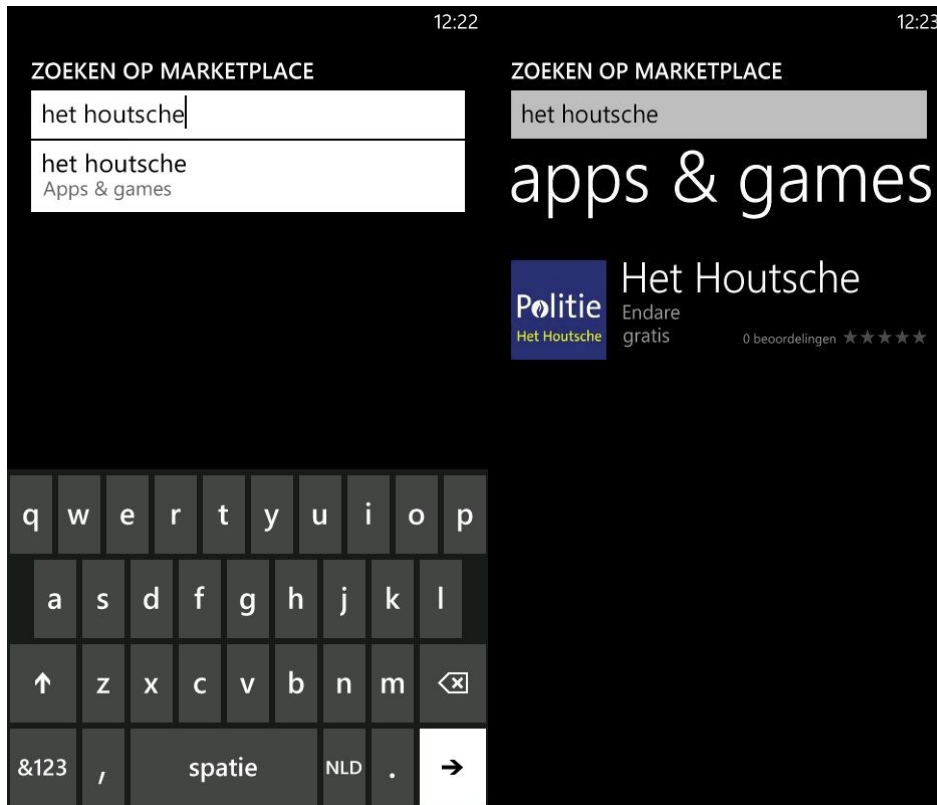 12:22
ZOEKEN OP MARKETPLACE
het houtsche
het houtsche
Apps & games
q w e r t y u i o p
a s d f g h j k l
z x c v b n m
&123 , spatie NLD .
12:23
ZOEKEN OP MARKETPLACE
het houtsche
apps & games
Politie
Het Houtsche
Het Houtsche
Endare
gratis 0 beoordelingen